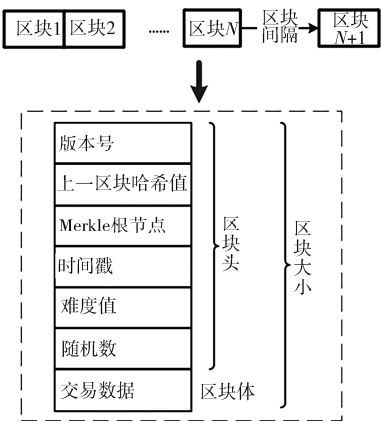 区块1 区块2 …… 区块N 区块 间隔 区块 N+1
版本号
上一区块哈希值
Merkle根节点
时间戳
难度值
随机数
交易数据
区块头
区块体
区块大小